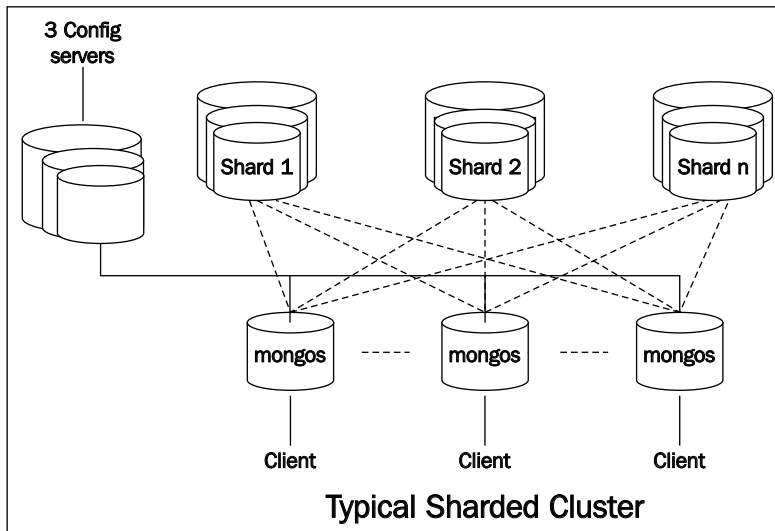 3 Config
servers
Shard 1
Shard 2
Shard n
mongos
mongos
mongos
Client
Client
Client
Typical Sharded Cluster